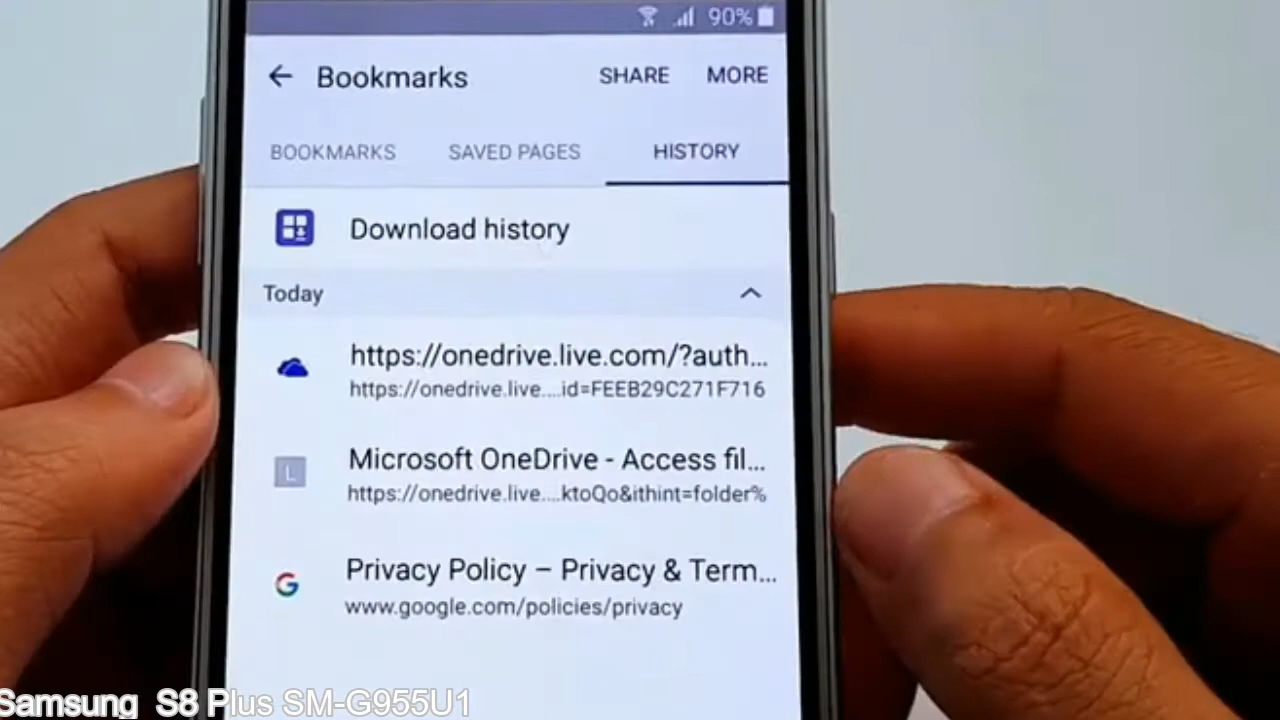 90%
Bookmarks SHARE MORE
BOOKMARKS SAVED PAGES HISTORY
Download history
Today
https://onedrive.live.com/?auth...
https://onedrive.live....id=FEEB29C271F716
L
Microsoft OneDrive - Access fil...
https://onedrive.live....ktoQo&ithint=folder%
G
Privacy Policy – Privacy & Term...
www.google.com/policies/privacy
Samsung S8 Plus SM-G955U1